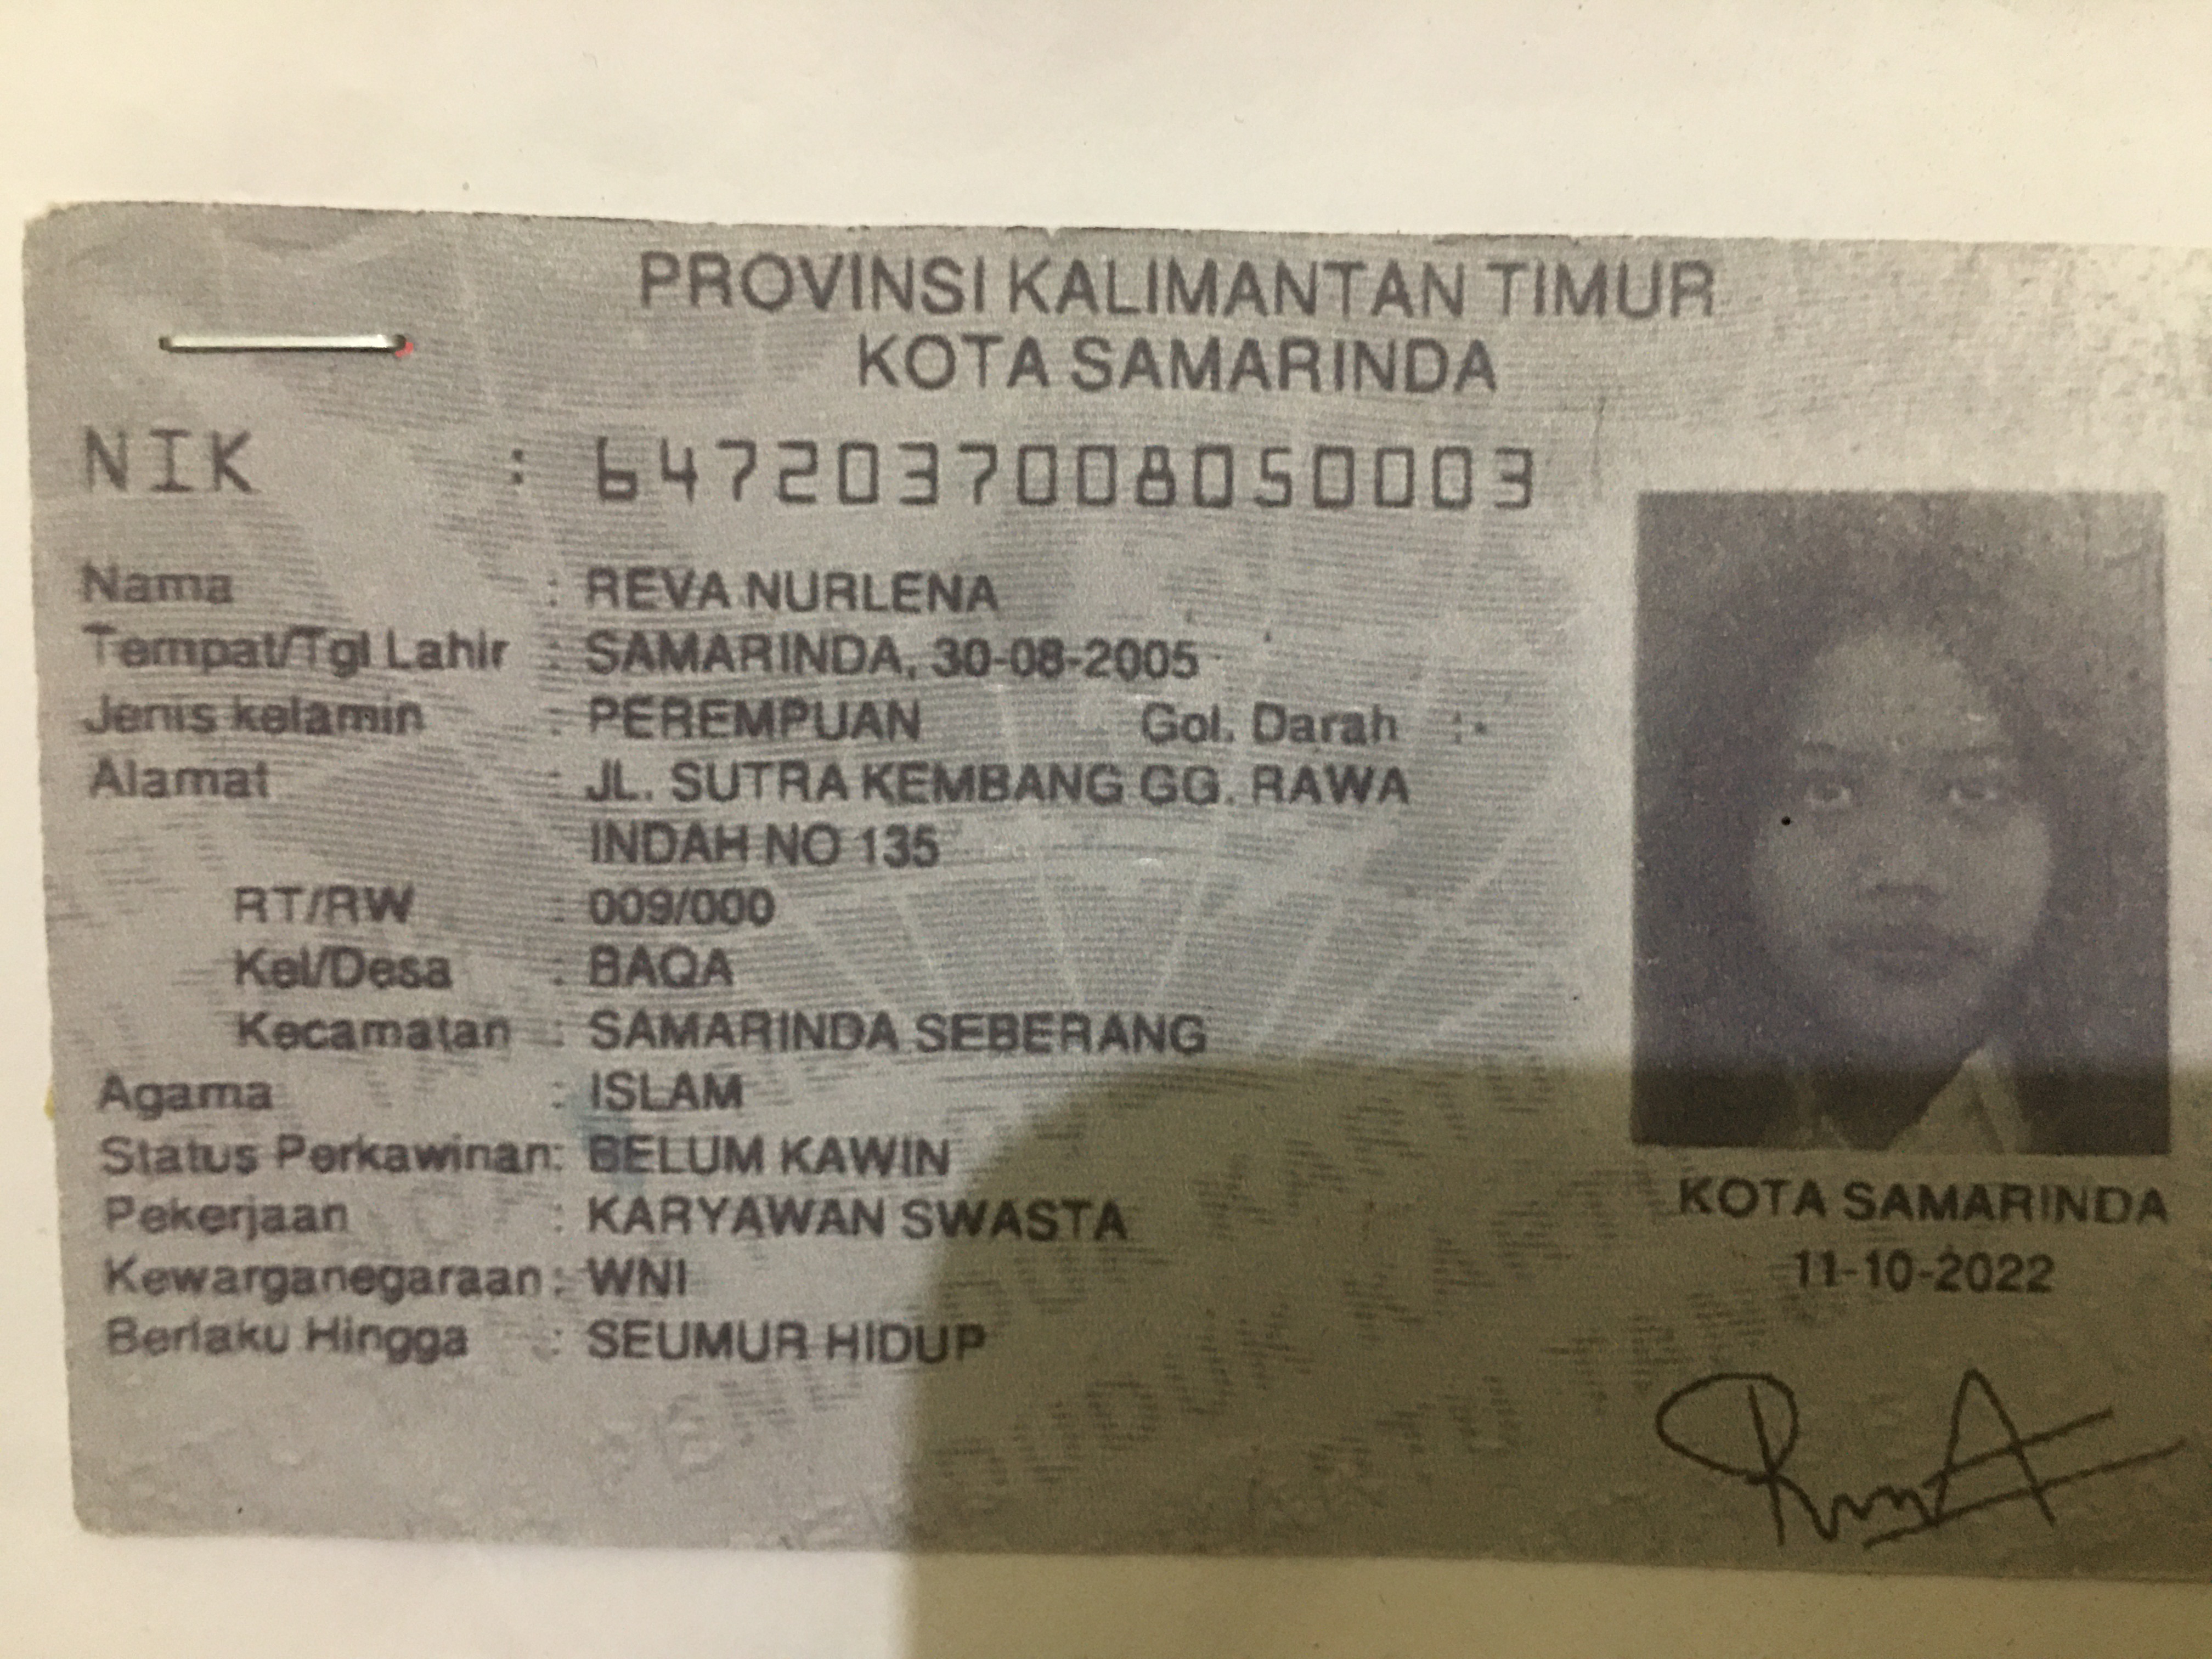 PROVINSI KALIMANTAN TIMUR
KOTA SAMARINDA
NIK : 6472037008050003
Nama : REVA NURLENA
Tempat/Tgl Lahir : SAMARINDA, 30-08-2005
Jenis kelamin : PEREMPUAN Gol. Darah : -
Alamat : JL. SUTRA KEMBANG GG. RAWA
INDAH NO 135
RT/RW : 009/000
Kel/Desa : BAQA
Kecamatan : SAMARINDA SEBERANG
Agama : ISLAM
Status Perkawinan: BELUM KAWIN
Pekerjaan : KARYAWAN SWASTA
Kewarganegaraan: WNI
Berlaku Hingga : SEUMUR HIDUP
KOTA SAMARINDA
11-10-2022